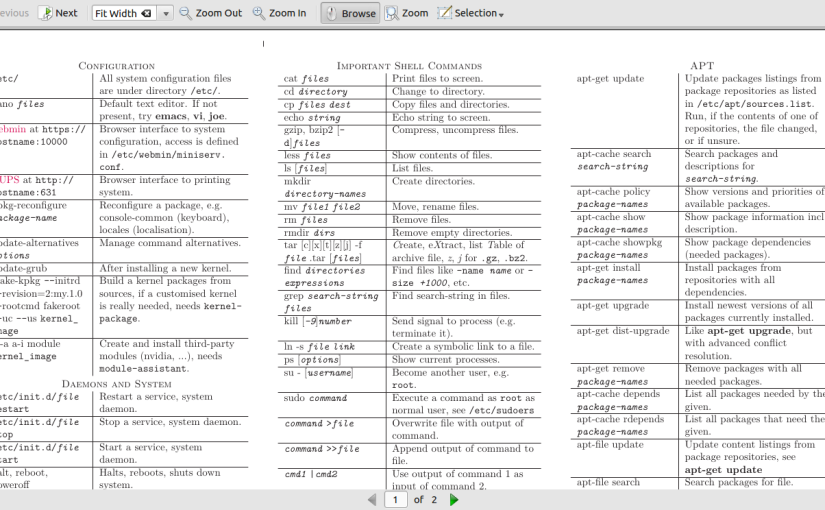 evious Next Fit Width Zoom Out Zoom In Browse Zoom Selection
Configuration
etc/ All system configuration files
are under directory /etc/.
ano files Default text editor. If not
present, try emacs, vi, joe.
ebmin at https:// Browser interface to system
ostname:10000 configuration, access is defined
in /etc/webmin/miniserv.
conf.
UPS at http:// Browser interface to printing
ostname:631 system.
pkg-reconfigure Reconfigure a package, e.g.
ackage-name console-common (keyboard),
locales (localisation).
pdate-alternatives Manage command alternatives.
ptions
pdate-grub After installing a new kernel.
ake-kpkg --initrd Build a kernel packages from
-revision=2:my.1.0 sources, if a customised kernel
-rootcmd fakeroot is really needed, needs kernel-
-uc --us kernel_ package.
mage
-a a-i module Create and install third-party
ernel_image modules (nvidia, ...), needs
module-assistant.
Daemons and System
etc/init.d/file Restart a service, system
estart daemon.
etc/init.d/file Stop a service, system daemon.
top
etc/init.d/file Start a service, system
tart daemon.
alt, reboot, Halts, reboots, shuts down
oweroff system.
Important Shell Commands
cat files Print files to screen.
cd directory Change to directory.
cp files dest Copy files and directories.
echo string Echo string to screen.
gzip, bzip2 [- Compress, uncompress files.
d]files
less files Show contents of files.
ls [files] List files.
mkdir Create directories.
directory-names
mv file1 file2 Move, rename files.
rm files Remove files.
rmdir dirs Remove empty directories.
tar [c][x][t][z][j] -f Create, eXtract, list Table of
file.tar [files] archive file, z, j for .gz, .bz2.
find directories Find files like -name name or -
expressions size +1000, etc.
grep search-string Find search-string in files.
files
kill [-9]number Send signal to process (e.g.
terminate it).
ln -s file link Create a symbolic link to a file.
ps [options] Show current processes.
su - [username] Become another user, e.g.
root.
sudo command Execute a command as root as
normal user, see /etc/sudoers
command >file Overwrite file with output of
command.
command >>file Append output of command to
file.
cmd1 | cmd2 Use output of command 1 as
input of command 2.
APT
apt-get update Update packages listings from
package repositories as listed
in /etc/apt/sources.list.
Run, if the contents of one of
repositories, the file changed,
or if unsure.
apt-cache search Search packages and
search-string descriptions for
search-string.
apt-cache policy Show versions and priorities of
package-names available packages.
apt-cache show Show package information incl
package-names description.
apt-cache showpkg Show package dependencies
package-names (needed packages).
apt-get install Install packages from
package-names repositories with all
dependencies.
apt-get upgrade Install newest versions of all
packages currently installed.
apt-get dist-upgrade Like apt-get upgrade, but
with advanced conflict
resolution.
apt-get remove Remove packages with all
package-names needed packages.
apt-cache depends List all packages needed by the
package-names given.
apt-cache rdepends List all packages that need the
package-names given.
apt-file update Update content listings from
package repositories, see
apt-get update
apt-file search Search packages for file.
1 of 2